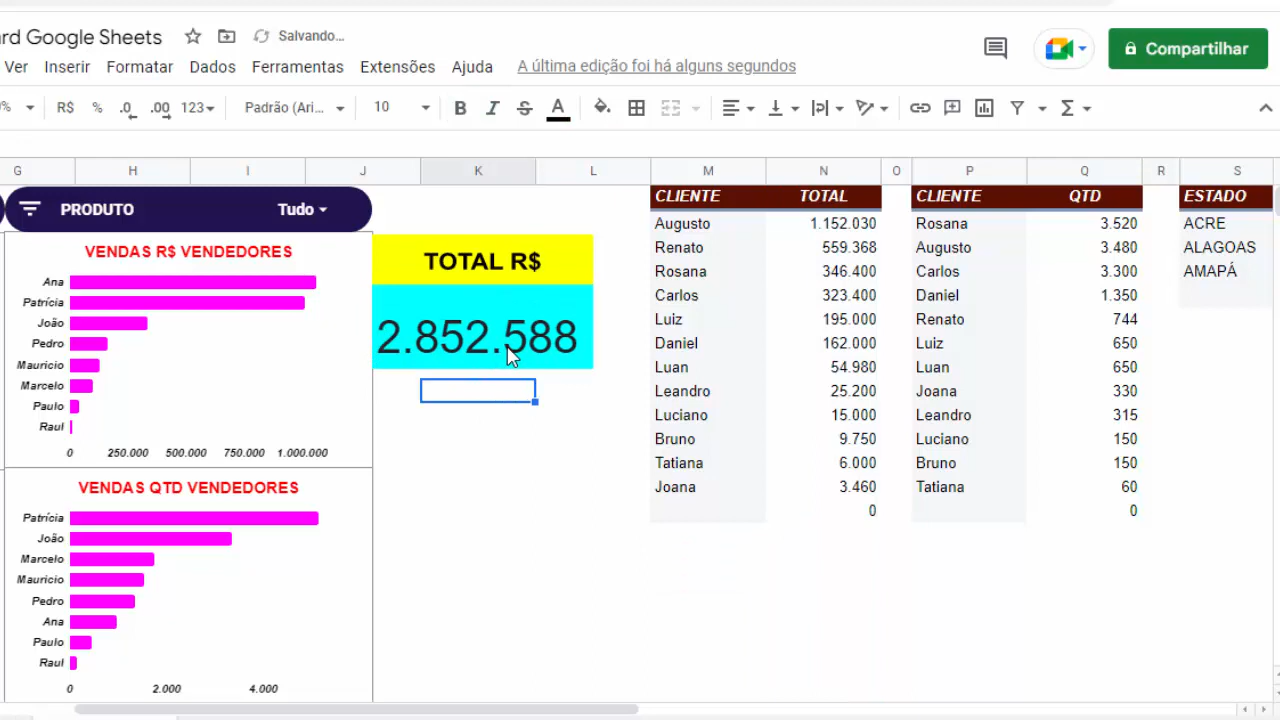 rd Google Sheets
Salvando...
Compartilhar
Ver Inserir Formatar Dados Ferramentas Extensões Ajuda A última edição foi há alguns segundos
% R$ % .0 .00 123 Padrão (Ari... 10 B I S A
G H I J K L M N O P Q R S
PRODUTO Tudo
VENDAS R$ VENDEDORES
Ana
Patrícia
João
Pedro
Mauricio
Marcelo
Paulo
Raul
0 250.000 500.000 750.000 1.000.000
VENDAS QTD VENDEDORES
Patrícia
João
Marcelo
Mauricio
Pedro
Ana
Paulo
Raul
0 2.000 4.000
TOTAL R$
2.852.588
CLIENTE TOTAL
Augusto 1.152.030
Renato 559.368
Rosana 346.400
Carlos 323.400
Luiz 195.000
Daniel 162.000
Luan 54.980
Leandro 25.200
Luciano 15.000
Bruno 9.750
Tatiana 6.000
Joana 3.460
0
CLIENTE QTD
Rosana 3.520
Augusto 3.480
Carlos 3.300
Daniel 1.350
Renato 744
Luiz 650
Luan 650
Joana 330
Leandro 315
Luciano 150
Bruno 150
Tatiana 60
0
ESTADO
ACRE
ALAGOAS
AMAPÁ